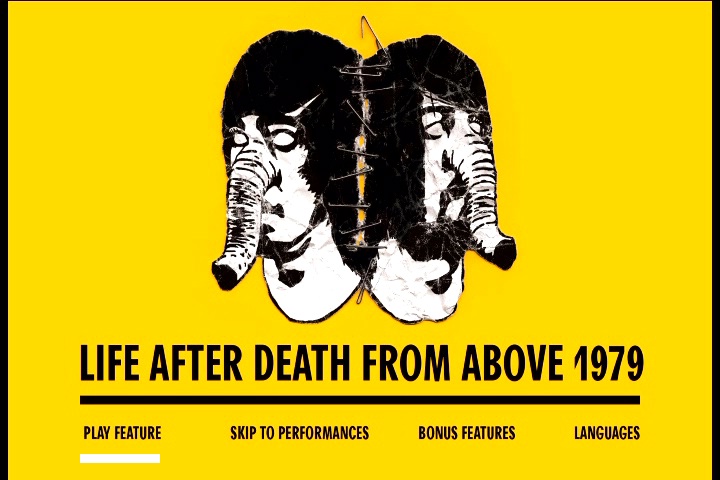 LIFE AFTER DEATH FROM ABOVE 1979
PLAY FEATURE SKIP TO PERFORMANCES BONUS FEATURES LANGUAGES